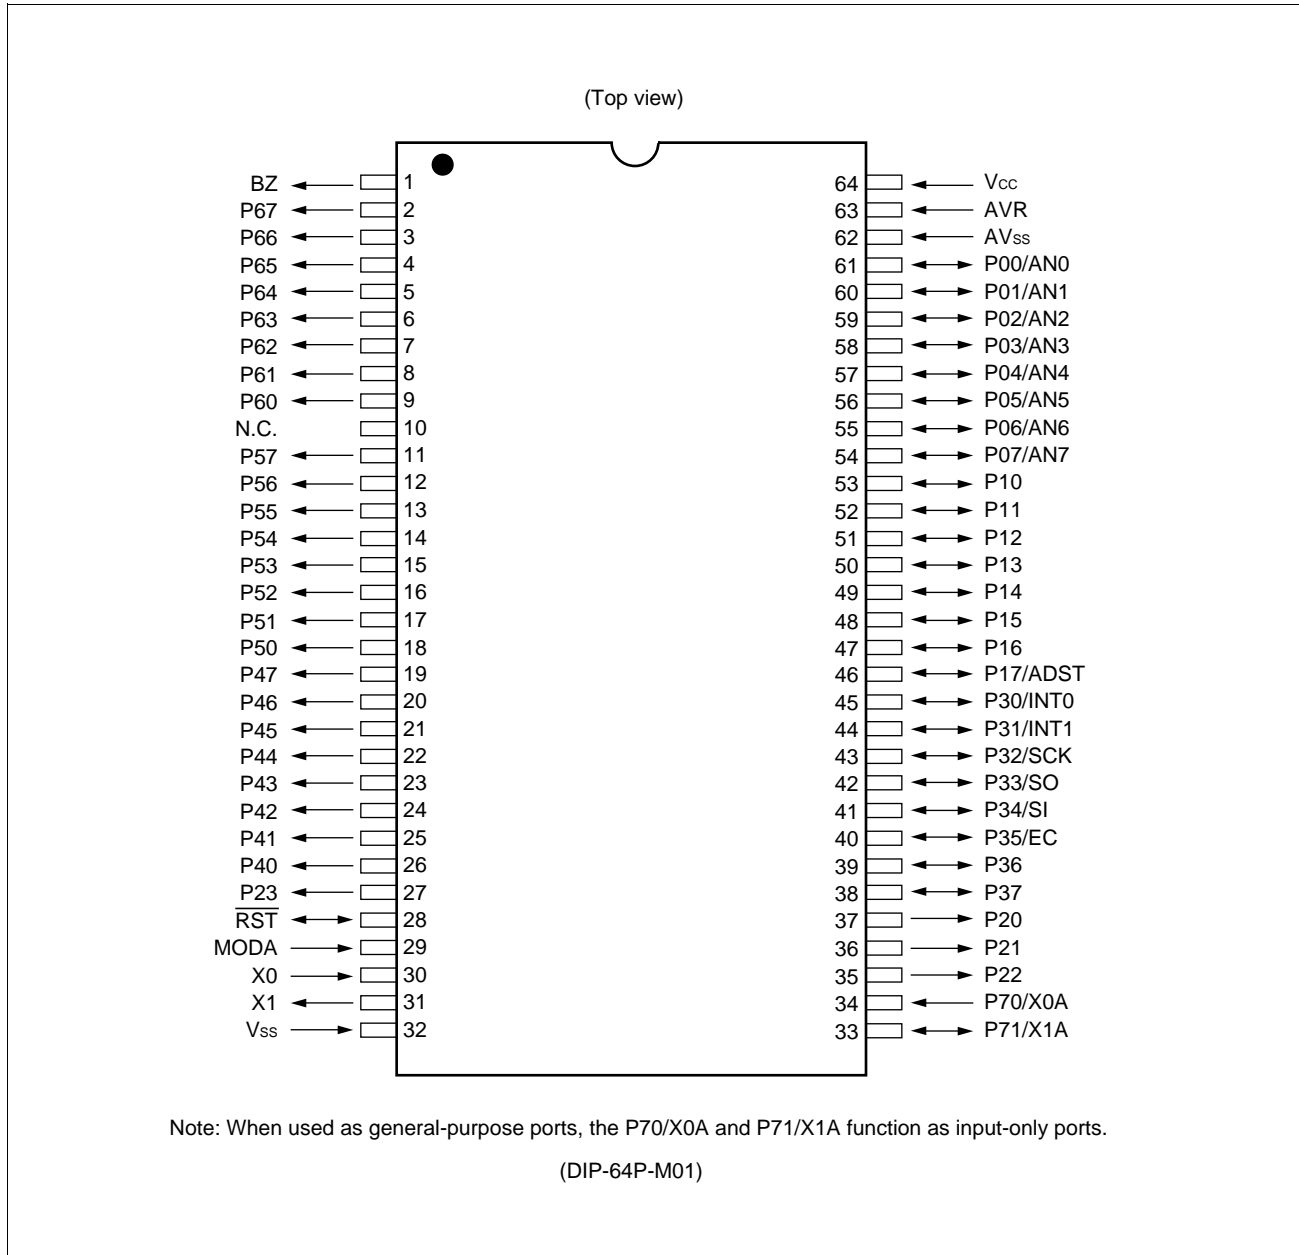 (Top view)
BZ 1 64 Vcc
P67 2 63 AVR
P66 3 62 AVss
P65 4 61 P00/AN0
P64 5 60 P01/AN1
P63 6 59 P02/AN2
P62 7 58 P03/AN3
P61 8 57 P04/AN4
P60 9 56 P05/AN5
N.C. 10 55 P06/AN6
P57 11 54 P07/AN7
P56 12 53 P10
P55 13 52 P11
P54 14 51 P12
P53 15 50 P13
P52 16 49 P14
P51 17 48 P15
P50 18 47 P16
P47 19 46 P17/ADST
P46 20 45 P30/INT0
P45 21 44 P31/INT1
P44 22 43 P32/SCK
P43 23 42 P33/SO
P42 24 41 P34/SI
P41 25 40 P35/EC
P40 26 39 P36
P23 27 38 P37
RST 28 37 P20
MODA 29 36 P21
X0 30 35 P22
X1 31 34 P70/X0A
Vss 32 33 P71/X1A
Note: When used as general-purpose ports, the P70/X0A and P71/X1A function as input-only ports.
(DIP-64P-M01)